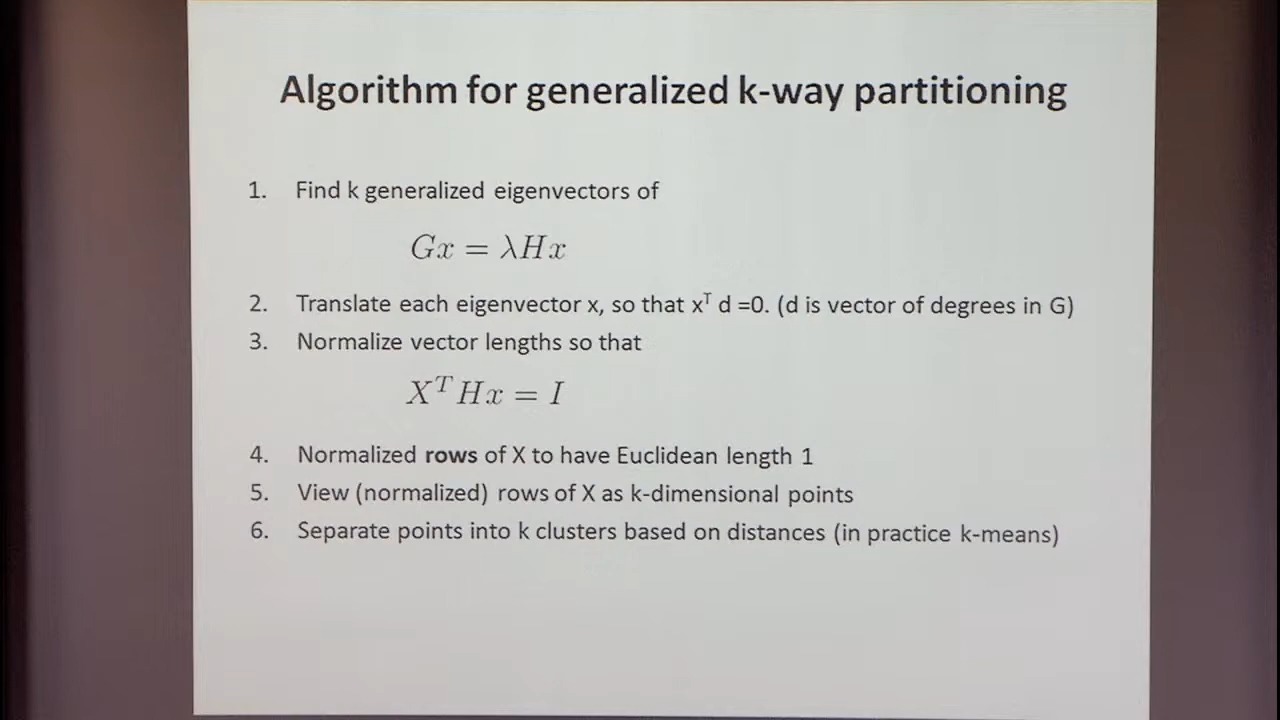 Algorithm for generalized k-way partitioning
1. Find k generalized eigenvectors of
Gx = λHx
2. Translate each eigenvector x, so that xᵀ d =0. (d is vector of degrees in G)
3. Normalize vector lengths so that
Xᵀ Hx = I
4. Normalized rows of X to have Euclidean length 1
5. View (normalized) rows of X as k-dimensional points
6. Separate points into k clusters based on distances (in practice k-means)